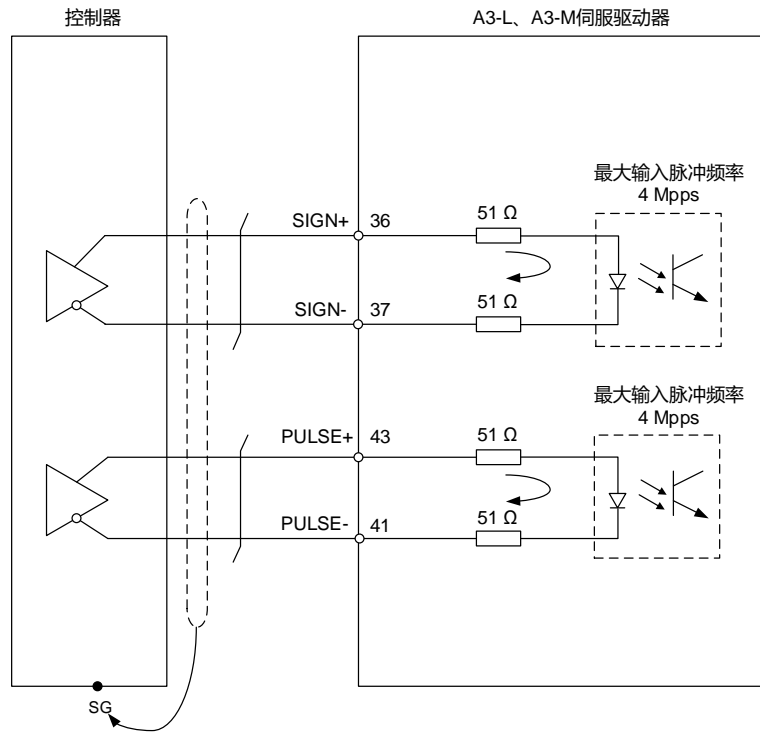 控制器
A3-L、A3-M伺服驱动器
最大输入脉冲频率
4 Mpps
SIGN+
36
51 Ω
SIGN-
37
51 Ω
最大输入脉冲频率
4 Mpps
PULSE+
43
51 Ω
PULSE-
41
51 Ω
SG